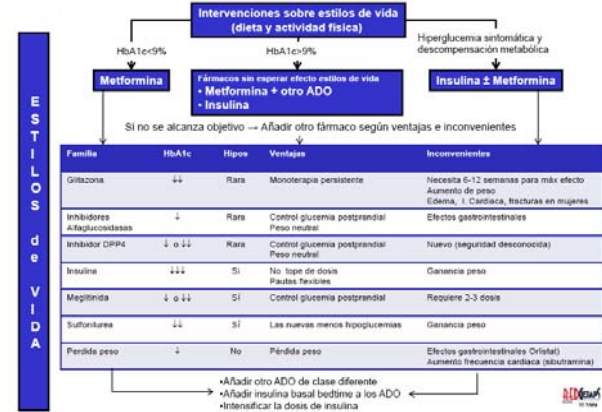 Intervenciones sobre estilos de vida
(dieta y actividad física)
HbA1c<9%
HbA1c>9%
Hiperglucemia sintomática y
descompensación metabólica
Metformina
Fármacos sin esperar efecto estilos de vida
• Metformina + otro ADO
• Insulina
Insulina ± Metformina
Si no se alcanza objetivo → Añadir otro fármaco según ventajas e inconvenientes
ESTILOS de VIDA
Familia HbA1c Hipos Ventajas Inconvenientes
Glitazona ↓↓ Rara Monoterapia persistente Necesita 6-12 semanas para máx efecto
Aumento de peso
Edema, I. Cardiaca, fracturas en mujeres
Inhibidores Alfaglucosidasas ↓ Rara Control glucemia postprandial Efectos gastrointestinales
Peso neutral
Inhibidor DPP4 ↓ o ↓↓ Rara Control glucemia postprandial Nuevo (seguridad desconocida)
Peso neutral
Insulina ↓↓↓ Si No tope de dosis Ganancia peso
Pautas flexibles
Meglitinida ↓ o ↓↓ Sí Control glucemia postprandial Requiere 2-3 dosis
Sulfonilurea ↓↓ Sí Las nuevas menos hipoglucemias Ganancia peso
Perdida peso ↓ No Pérdida peso Efectos gastrointestinales Orlistat)
Aumento frecuencia cardiaca (sibutramina)
•Añadir otro ADO de clase diferente
•Añadir insulina basal bedtime a los ADO
•Intensificar la dosis de insulina